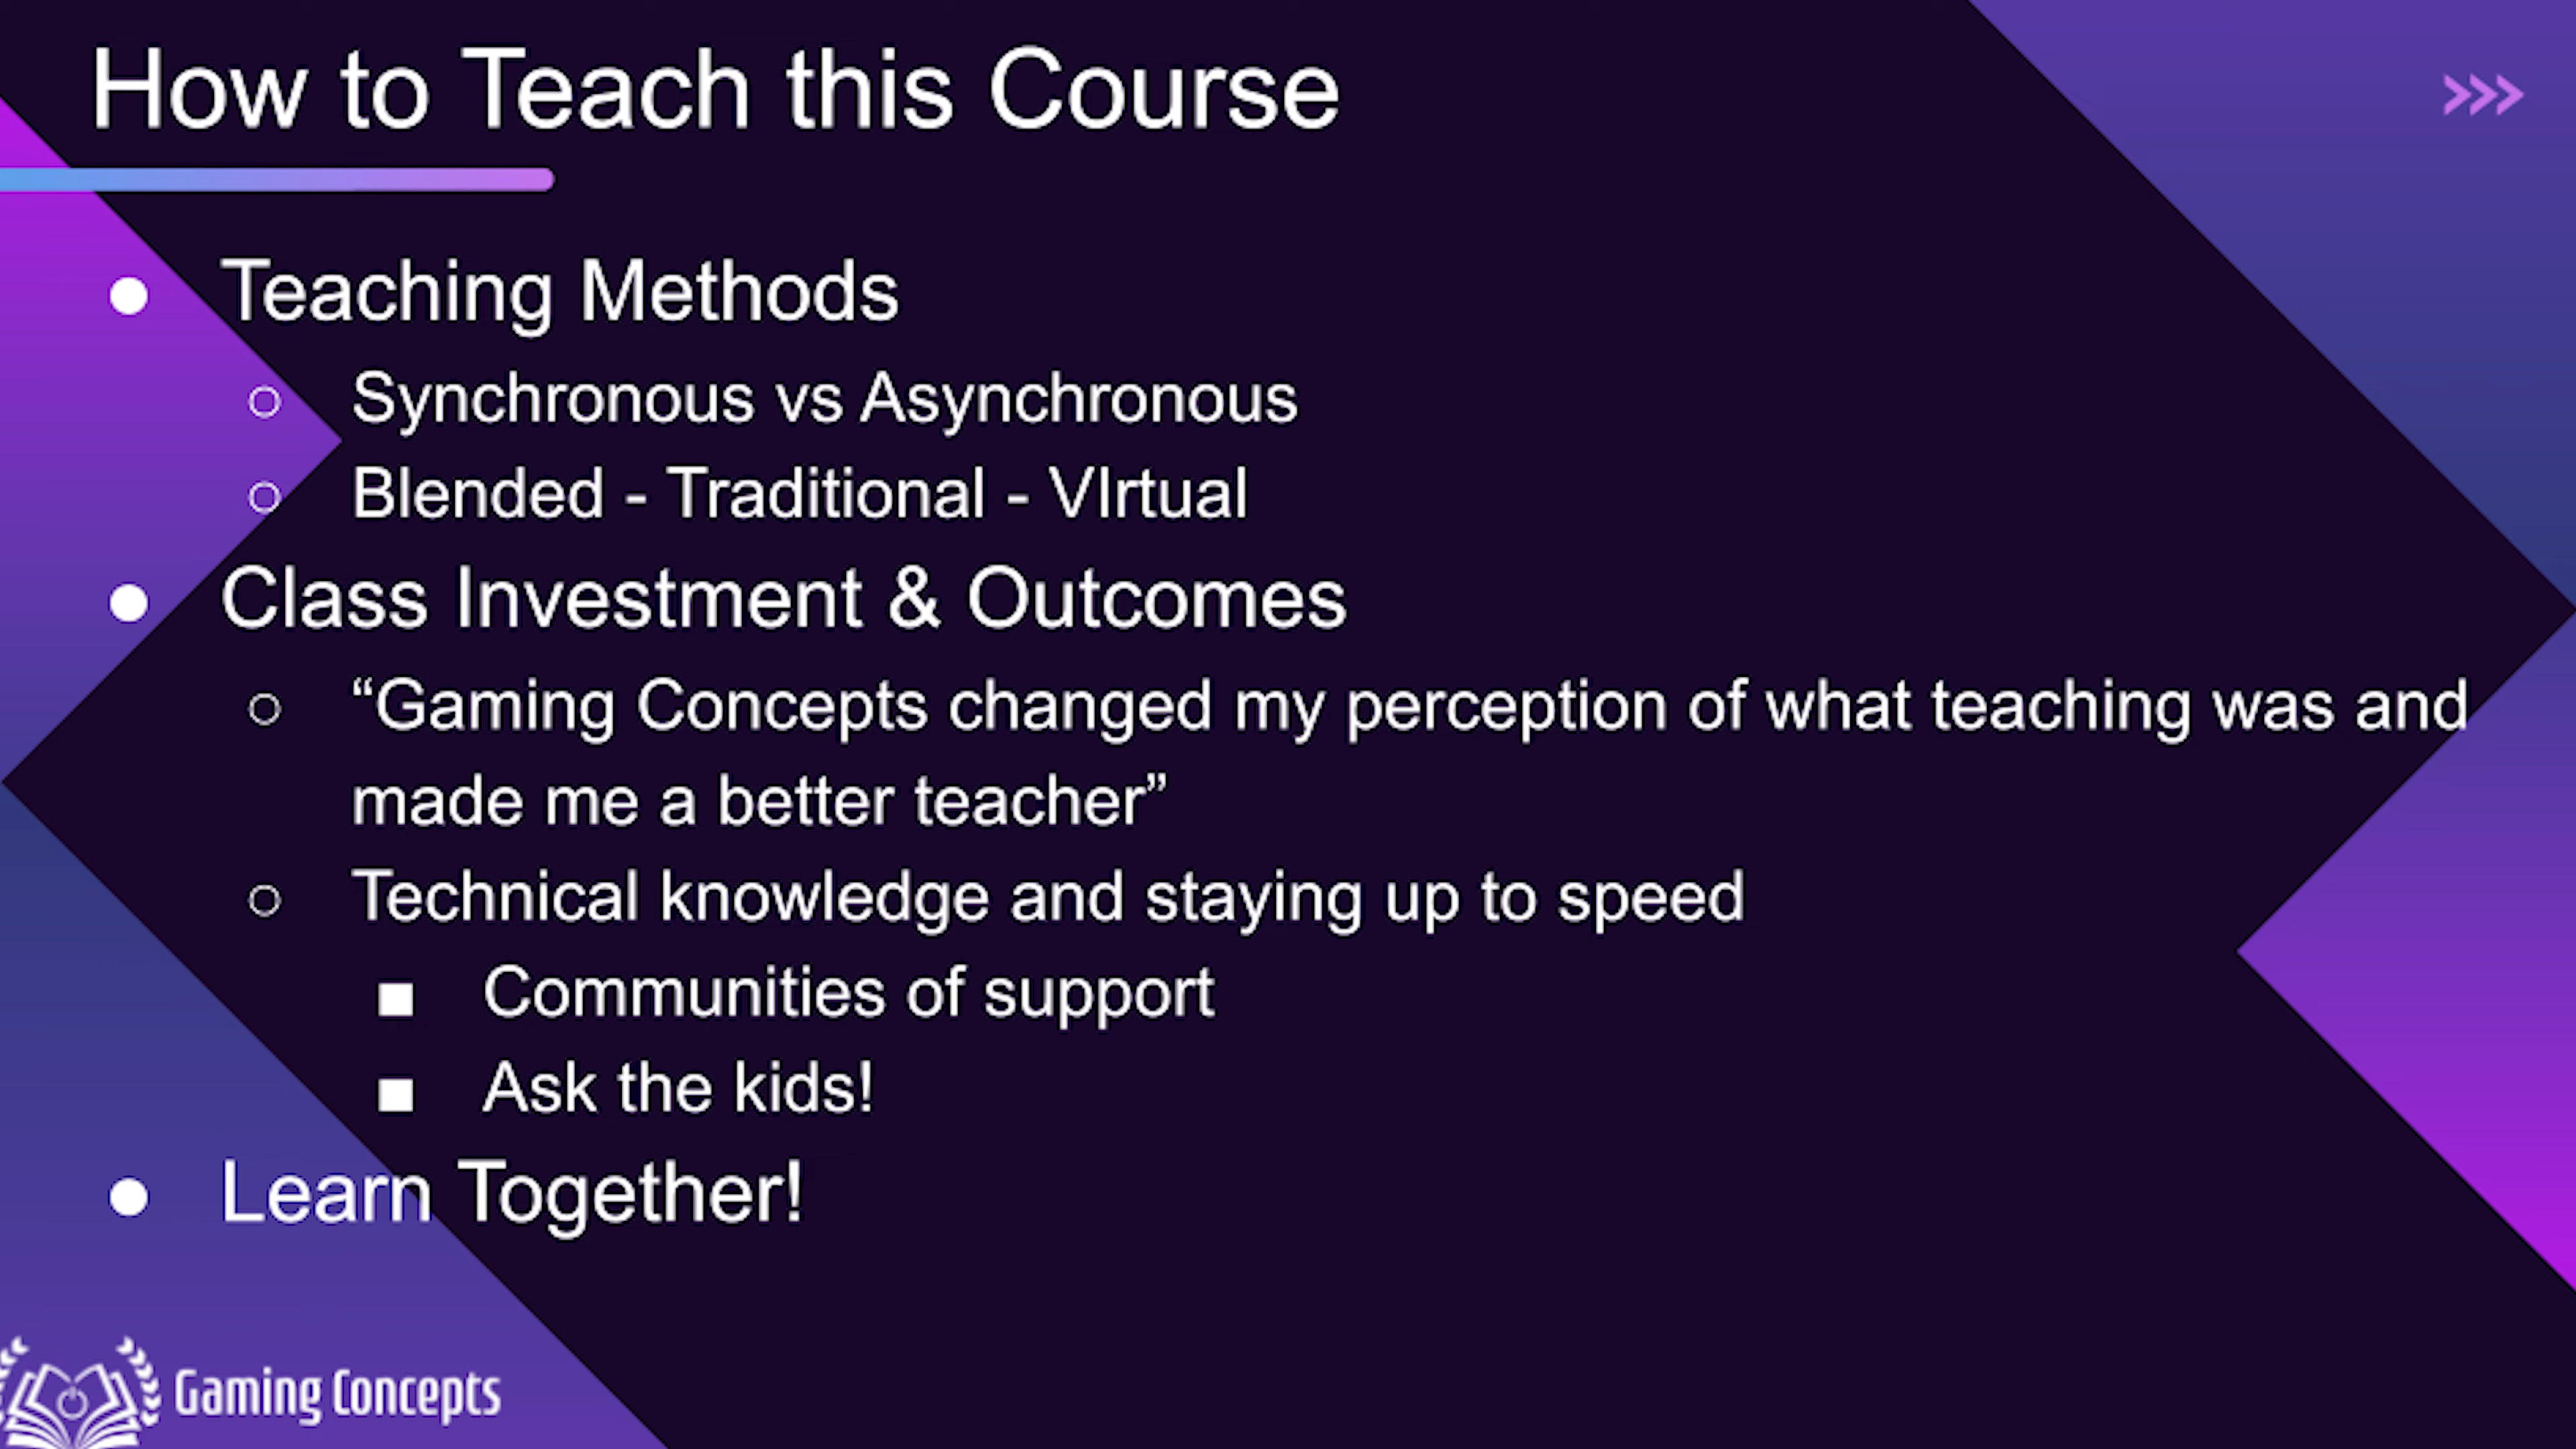 How to Teach this Course
● Teaching Methods
○ Synchronous vs Asynchronous
○ Blended - Traditional - VIrtual
● Class Investment & Outcomes
○ “Gaming Concepts changed my perception of what teaching was and
made me a better teacher”
○ Technical knowledge and staying up to speed
■ Communities of support
■ Ask the kids!
● Learn Together!
Gaming Concepts